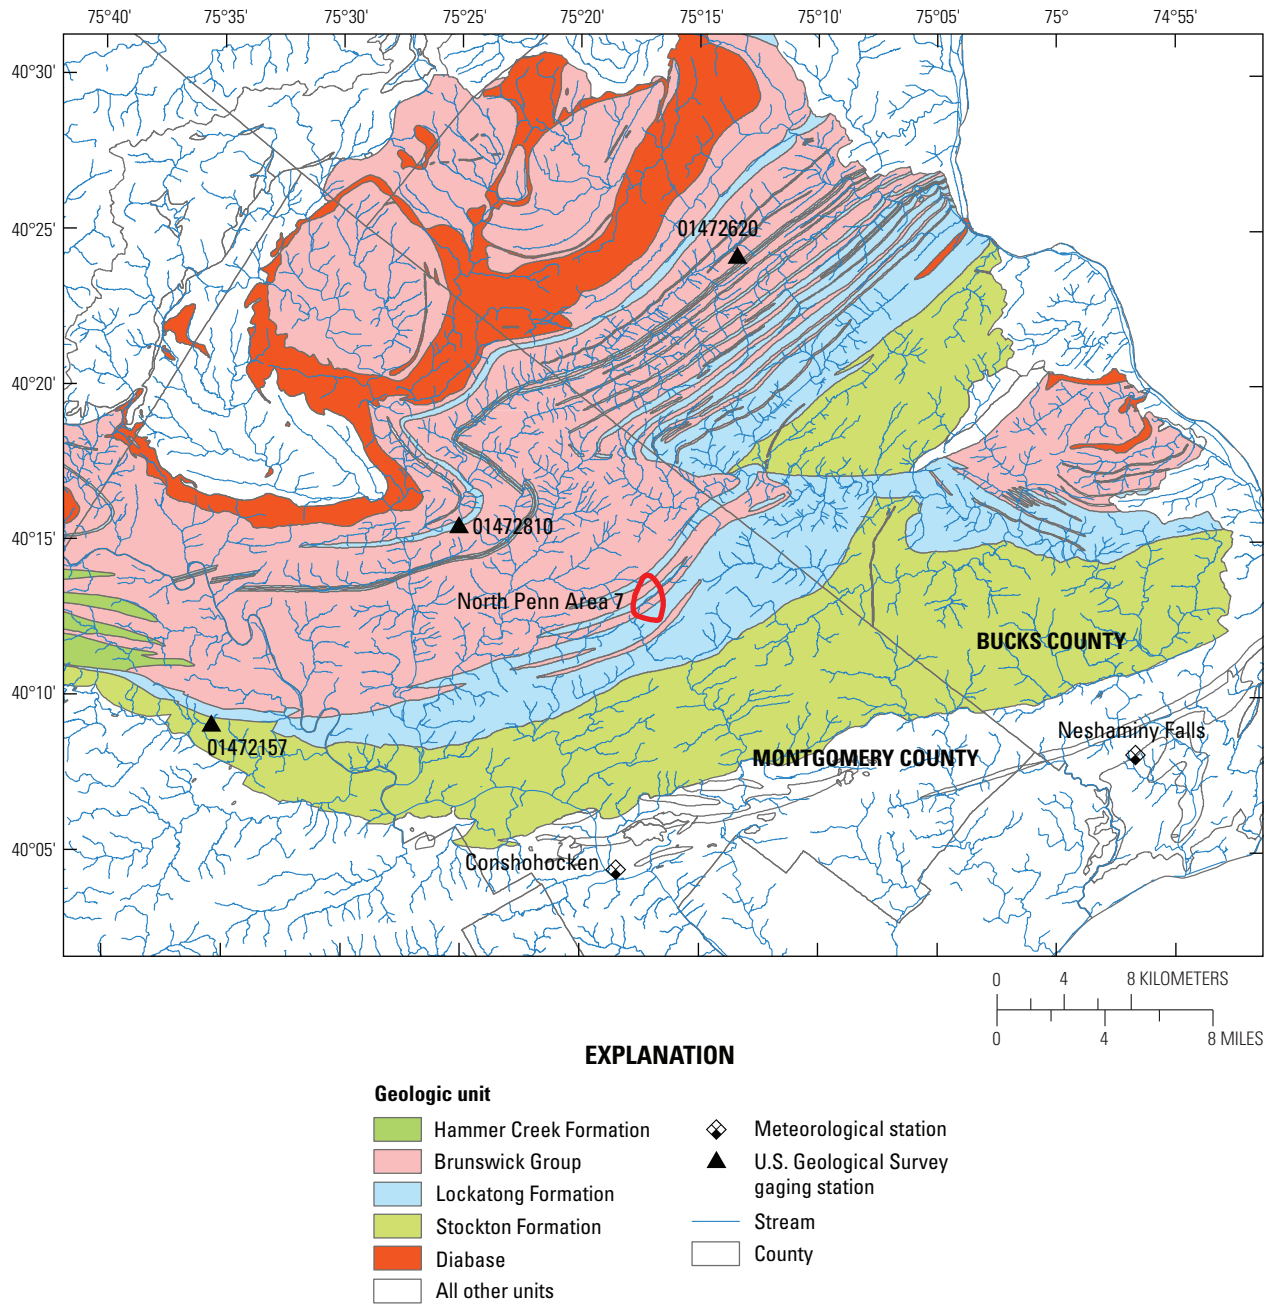 75°40' 75°35' 75°30' 75°25' 75°20' 75°15' 75°10' 75°05' 75° 74°55'
40°30'
40°25'
40°20'
40°15'
40°10'
40°05'
01472620
01472810
North Penn Area 7
BUCKS COUNTY
01472157
Neshaminy Falls
MONTGOMERY COUNTY
Conshohocken
0 4 8 KILOMETERS
0 4 8 MILES
EXPLANATION
Geologic unit
Hammer Creek Formation
Brunswick Group
Lockatong Formation
Stockton Formation
Diabase
All other units
Meteorological station
U.S. Geological Survey
gaging station
Stream
County